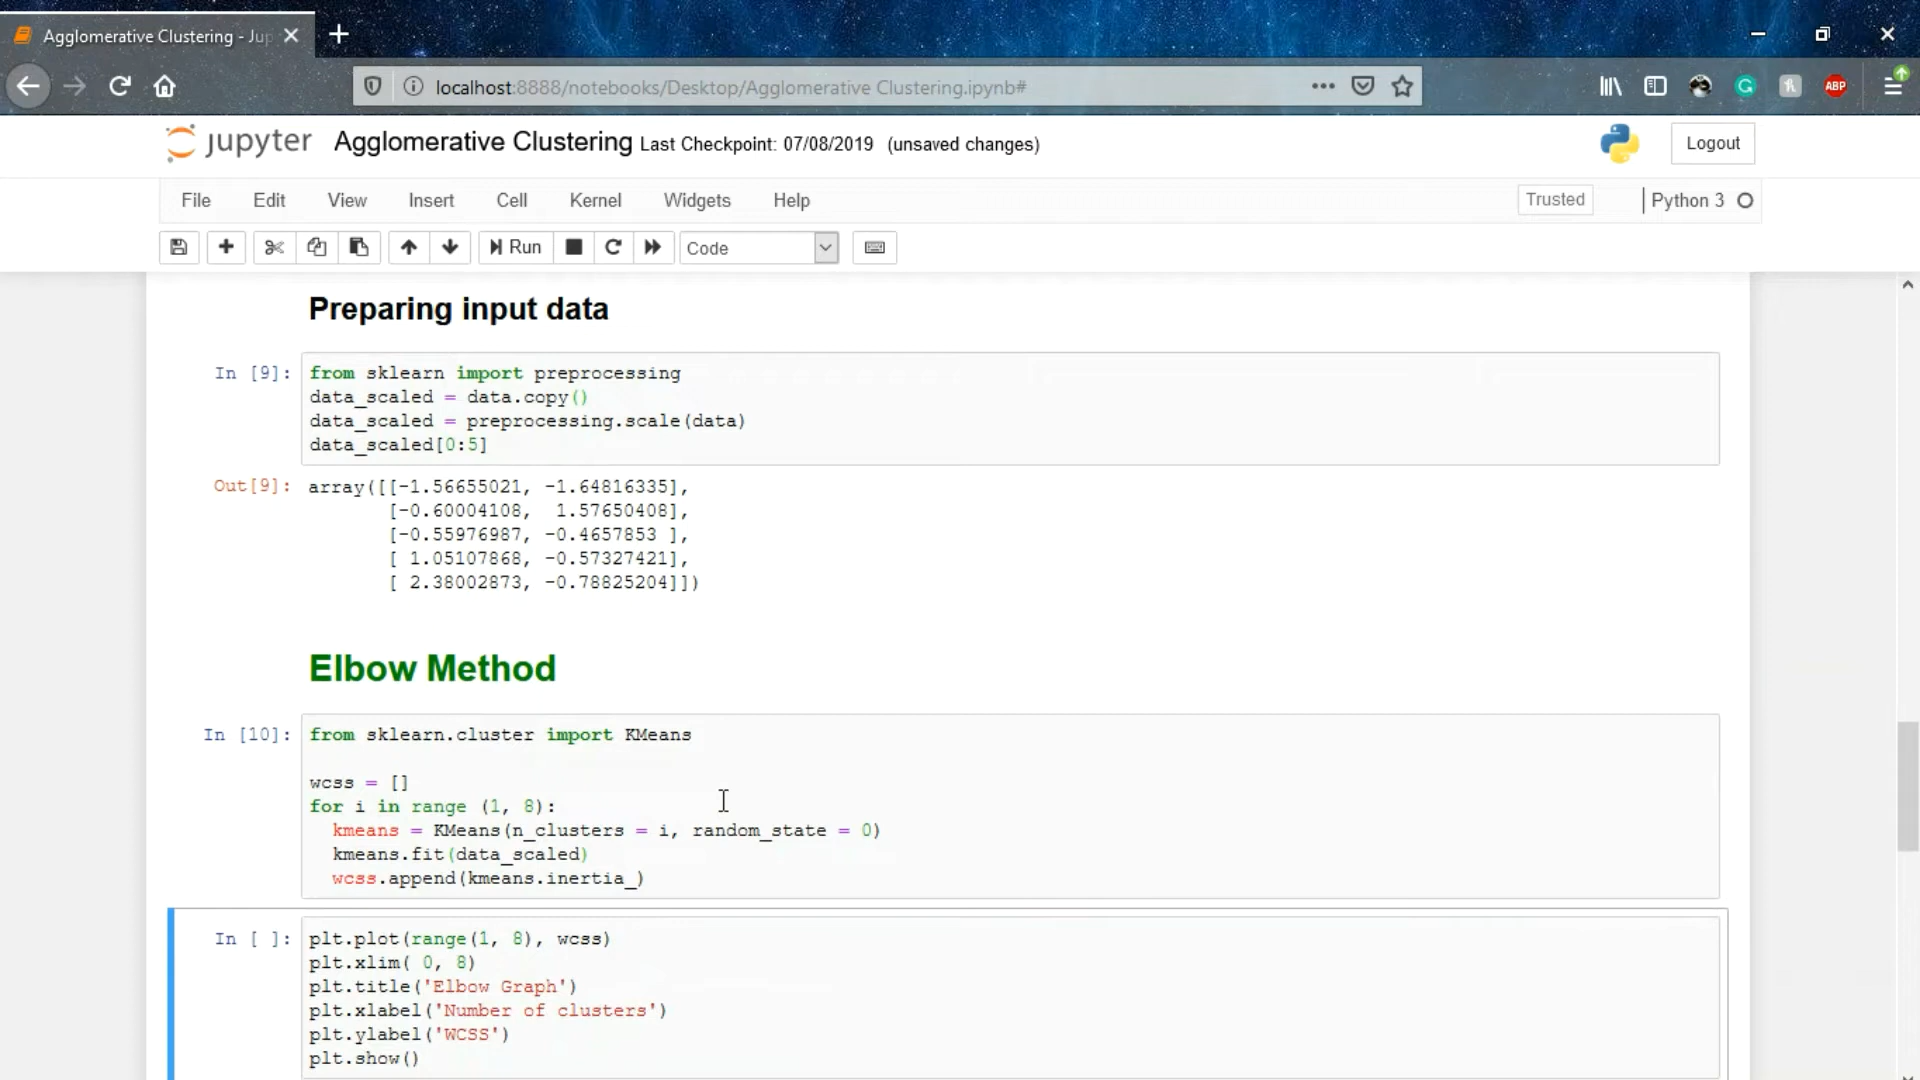 Agglomerative Clustering - Jup
localhost:8888/notebooks/Desktop/Agglomerative Clustering.ipynb#
ABP
jupyter Agglomerative Clustering Last Checkpoint: 07/08/2019 (unsaved changes)
Logout
File Edit View Insert Cell Kernel Widgets Help
Trusted
Python 3
Run
Code
Preparing input data
In [9]: from sklearn import preprocessing
data_scaled = data.copy()
data_scaled = preprocessing.scale(data)
data_scaled[0:5]
Out[9]: array([[-1.56655021, -1.64816335],
[-0.60004108, 1.57650408],
[-0.55976987, -0.4657853 ],
[ 1.05107868, -0.57327421],
[ 2.38002873, -0.78825204]])
Elbow Method
In [10]: from sklearn.cluster import KMeans
wcss = []
for i in range (1, 8):
kmeans = KMeans(n_clusters = i, random_state = 0)
kmeans.fit(data_scaled)
wcss.append(kmeans.inertia_)
In [ ]: plt.plot(range(1, 8), wcss)
plt.xlim( 0, 8)
plt.title('Elbow Graph')
plt.xlabel('Number of clusters')
plt.ylabel('WCSS')
plt.show()